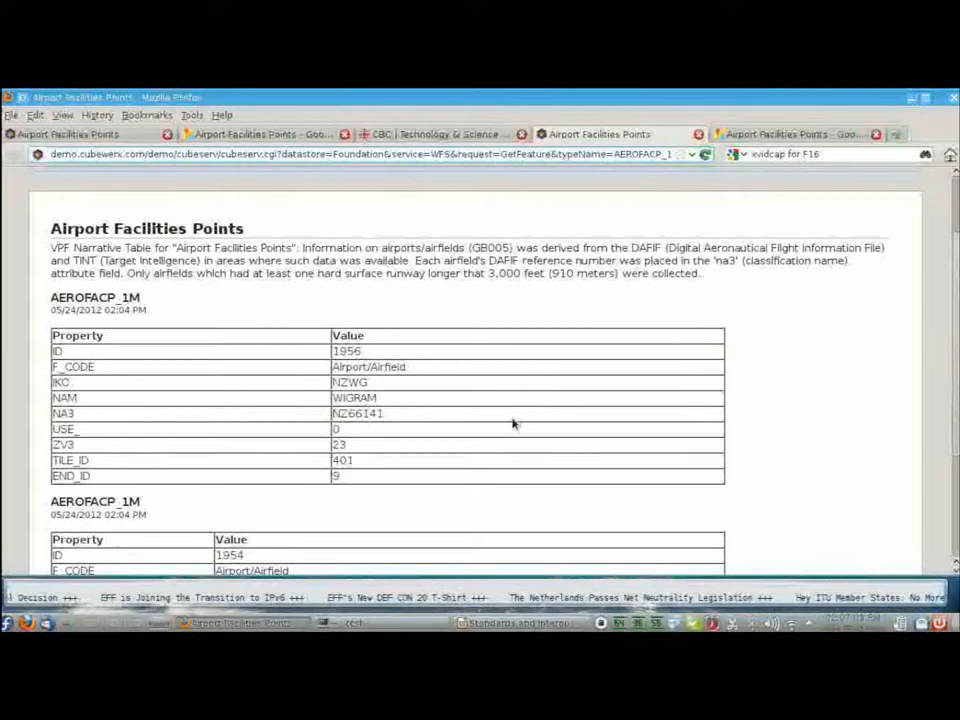 Airport Facilities Points - Mozilla Firefox
File Edit View History Bookmarks Tools Help
Airport Facilities Points
Airport Facilities Points - Goo...
CBC | Technology & Science ...
Airport Facilities Points
Airport Facilities Points - Goo...
demo.cubewerx.com/demo/cubeserv/cubeserv.cgi?datastore=Foundation&service=WFS&request=GetFeature&typeName=AEROFACP_1
xvidcap for F16
Airport Facilities Points
VPF Narrative Table for "Airport Facilities Points": Information on airports/airfields (GB005) was derived from the DAFIF (Digital Aeronautical Flight Information File)
and TINT (Target Intelligence) in areas where such data was available. Each airfield's DAFIF reference number was placed in the 'na3' (classification name)
attribute field. Only airfields which had at least one hard surface runway longer that 3,000 feet (910 meters) were collected.
AEROFACP_1M
05/24/2012 02:04 PM
Property Value
ID 1956
F_CODE Airport/Airfield
IKO NZWG
NAM WIGRAM
NA3 NZ66141
USE_ 0
ZV3 23
TILE_ID 401
END_ID 9
AEROFACP_1M
05/24/2012 02:04 PM
Property Value
ID 1954
F_CODE Airport/Airfield
Decision +++ EFF is Joining the Transition to IPv6 +++ EFF's New DEF CON 20 T-Shirt +++ The Netherlands Passes Net Neutrality Legislation +++ Hey ITU Member States: No More
Airport Facilities Points
Standards and Interop